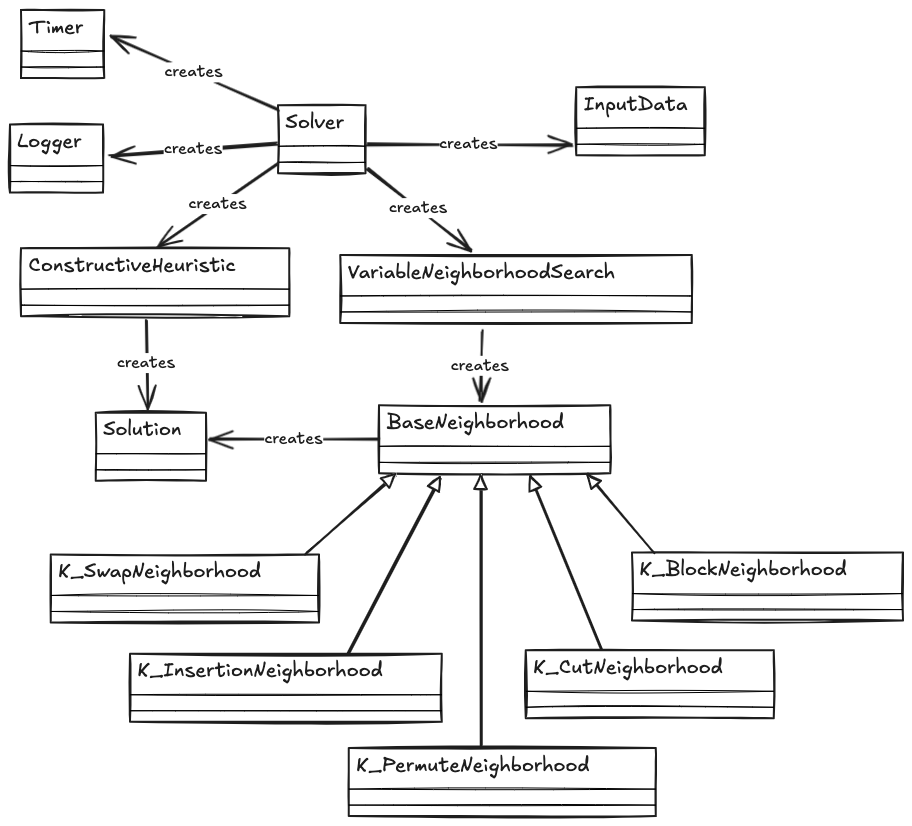 Timer
creates
InputData
Solver
Logger
creates
creates
creates
creates
ConstructiveHeuristic
VariableNeighborhoodSearch
creates
creates
Solution
BaseNeighborhood
creates
K_SwapNeighborhood
K_BlockNeighborhood
K_InsertionNeighborhood
K_CutNeighborhood
K_PermuteNeighborhood